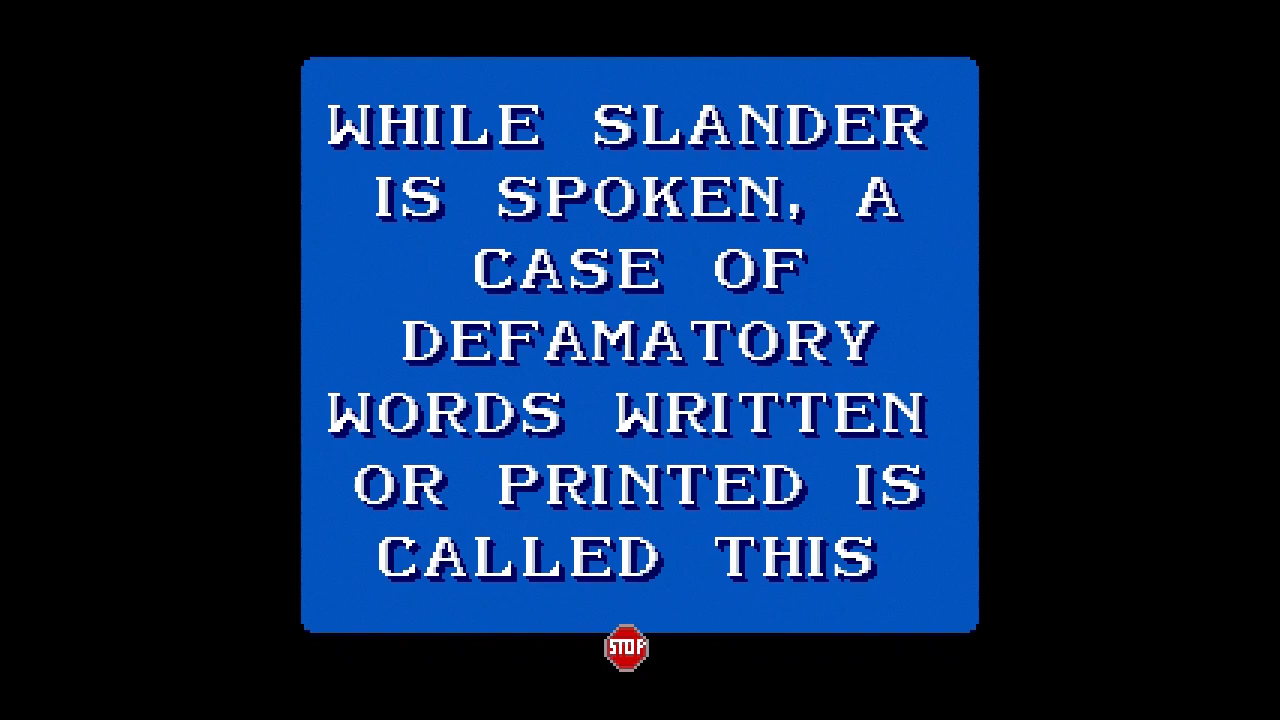 WHILE SLANDER
IS SPOKEN, A
CASE OF
DEFAMATORY
WORDS WRITTEN
OR PRINTED IS
CALLED THIS
STOP